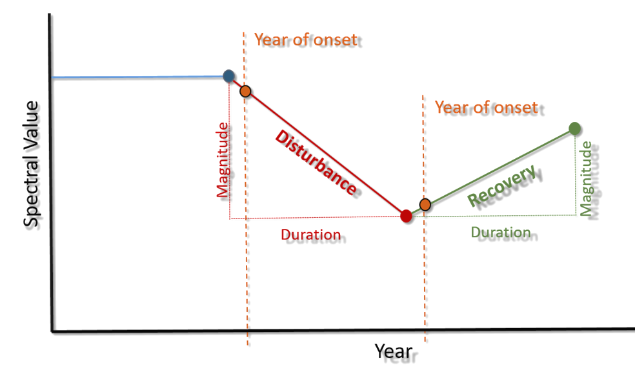 Year of onset
Year of onset
Spectral Value
Magnitude
Disturbance
Recovery
Magnitude
Duration
Duration
Year